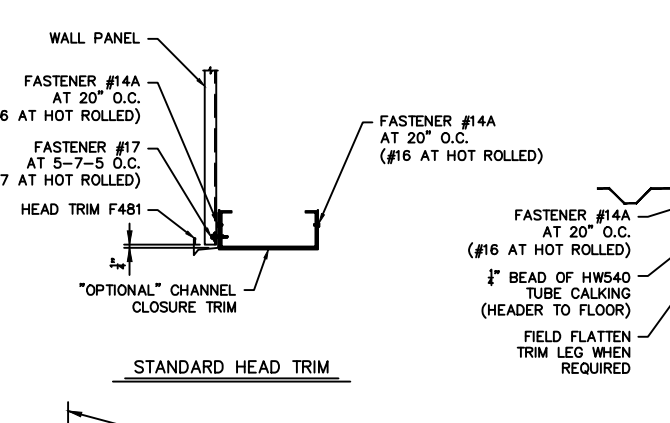 WALL PANEL
FASTENER #14A
AT 20" O.C.
6 AT HOT ROLLED)
FASTENER #17
AT 5-7-5 O.C.
7 AT HOT ROLLED)
HEAD TRIM F481
1/4"
"OPTIONAL" CHANNEL
CLOSURE TRIM
FASTENER #14A
AT 20" O.C.
(#16 AT HOT ROLLED)
STANDARD HEAD TRIM
FASTENER #14A
AT 20" O.C.
(#16 AT HOT ROLLED)
1/4" BEAD OF HW540
TUBE CALKING
(HEADER TO FLOOR)
FIELD FLATTEN
TRIM LEG WHEN
REQUIRED